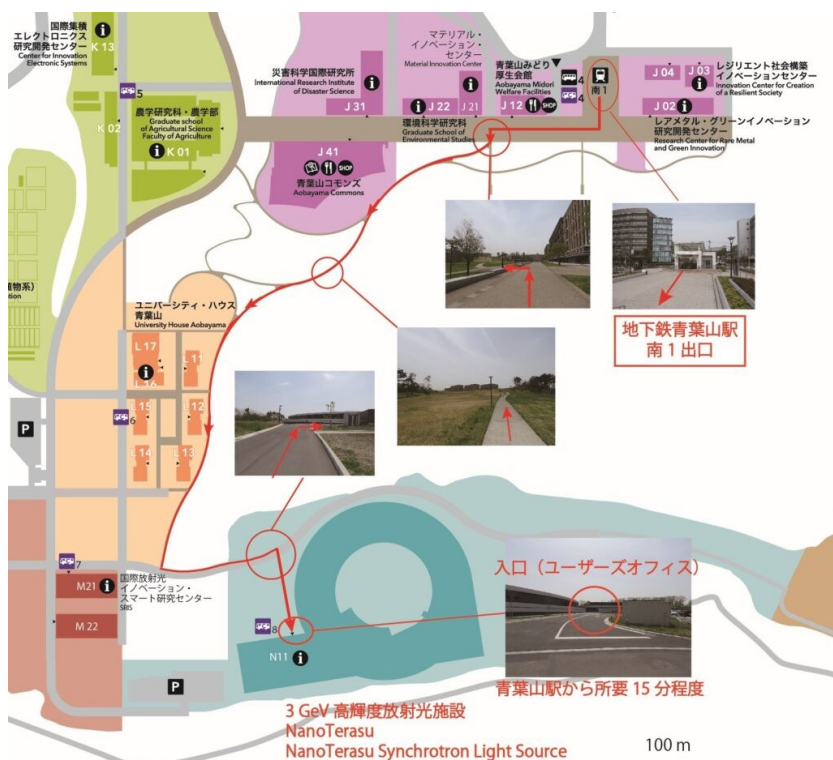 国際集積
エレクトロニクス
研究開発センター
Center for Innovation
Electronic Systems
K 13
5
農学研究科・農学部
Graduate school
of Agricultural Science
Faculty of Agriculture
K 02
K 01
災害科学国際研究所
International Research Institute
of Disaster Science
J 31
J 41
SHOP
青葉山コモンズ
Aobayama Commons
マテリアル・
イノベーション・
センター
Material Innovation Center
J 22
J 21
環境科学研究科
Graduate School of
Environmental Studies
青葉山みどり
厚生会館
Aobayama Midori
Welfare Facilities
J 12
SHOP
4
4
南1
J 04
J 03
J 02
レジリエント社会構築
イノベーションセンター
Innovation Center for Creation
of a Resilient Society
レアメタル・グリーンイノベーション
研究開発センター
Research Center for Rare Metal
and Green Innovation
地下鉄青葉山駅
南1出口
植物系)
ation
ユニバーシティ・ハウス
青葉山
University House Aobayama
L 17
L 16
L 11
L 15
L 12
L 14
L 13
6
P
7
M21
国際放射光
イノベーション・
スマート研究センター
SRIS
M 22
P
8
N11
入口(ユーザーズオフィス)
青葉山駅から所要15分程度
3 GeV 高輝度放射光施設
NanoTerasu
NanoTerasu Synchrotron Light Source
100 m